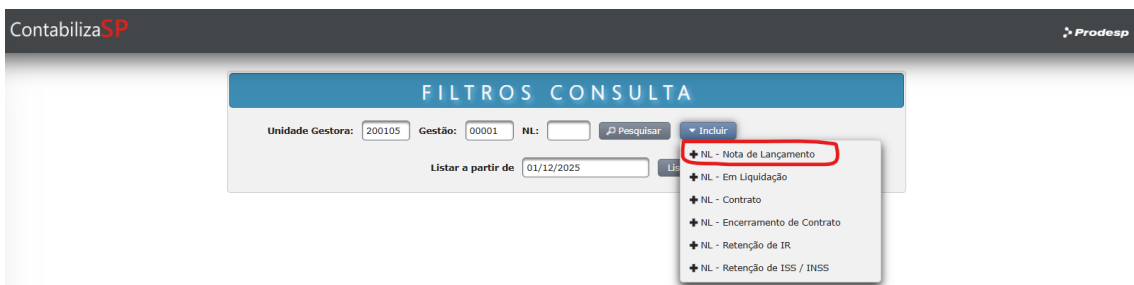 ContabilizaSP
Prodesp
FILTROS CONSULTA
Unidade Gestora: 200105 Gestão: 00001 NL: Pesquisar Incluir
NL - Nota de Lançamento
Listar a partir de 01/12/2025 Lis
NL - Em Liquidação
NL - Contrato
NL - Encerramento de Contrato
NL - Retenção de IR
NL - Retenção de ISS / INSS